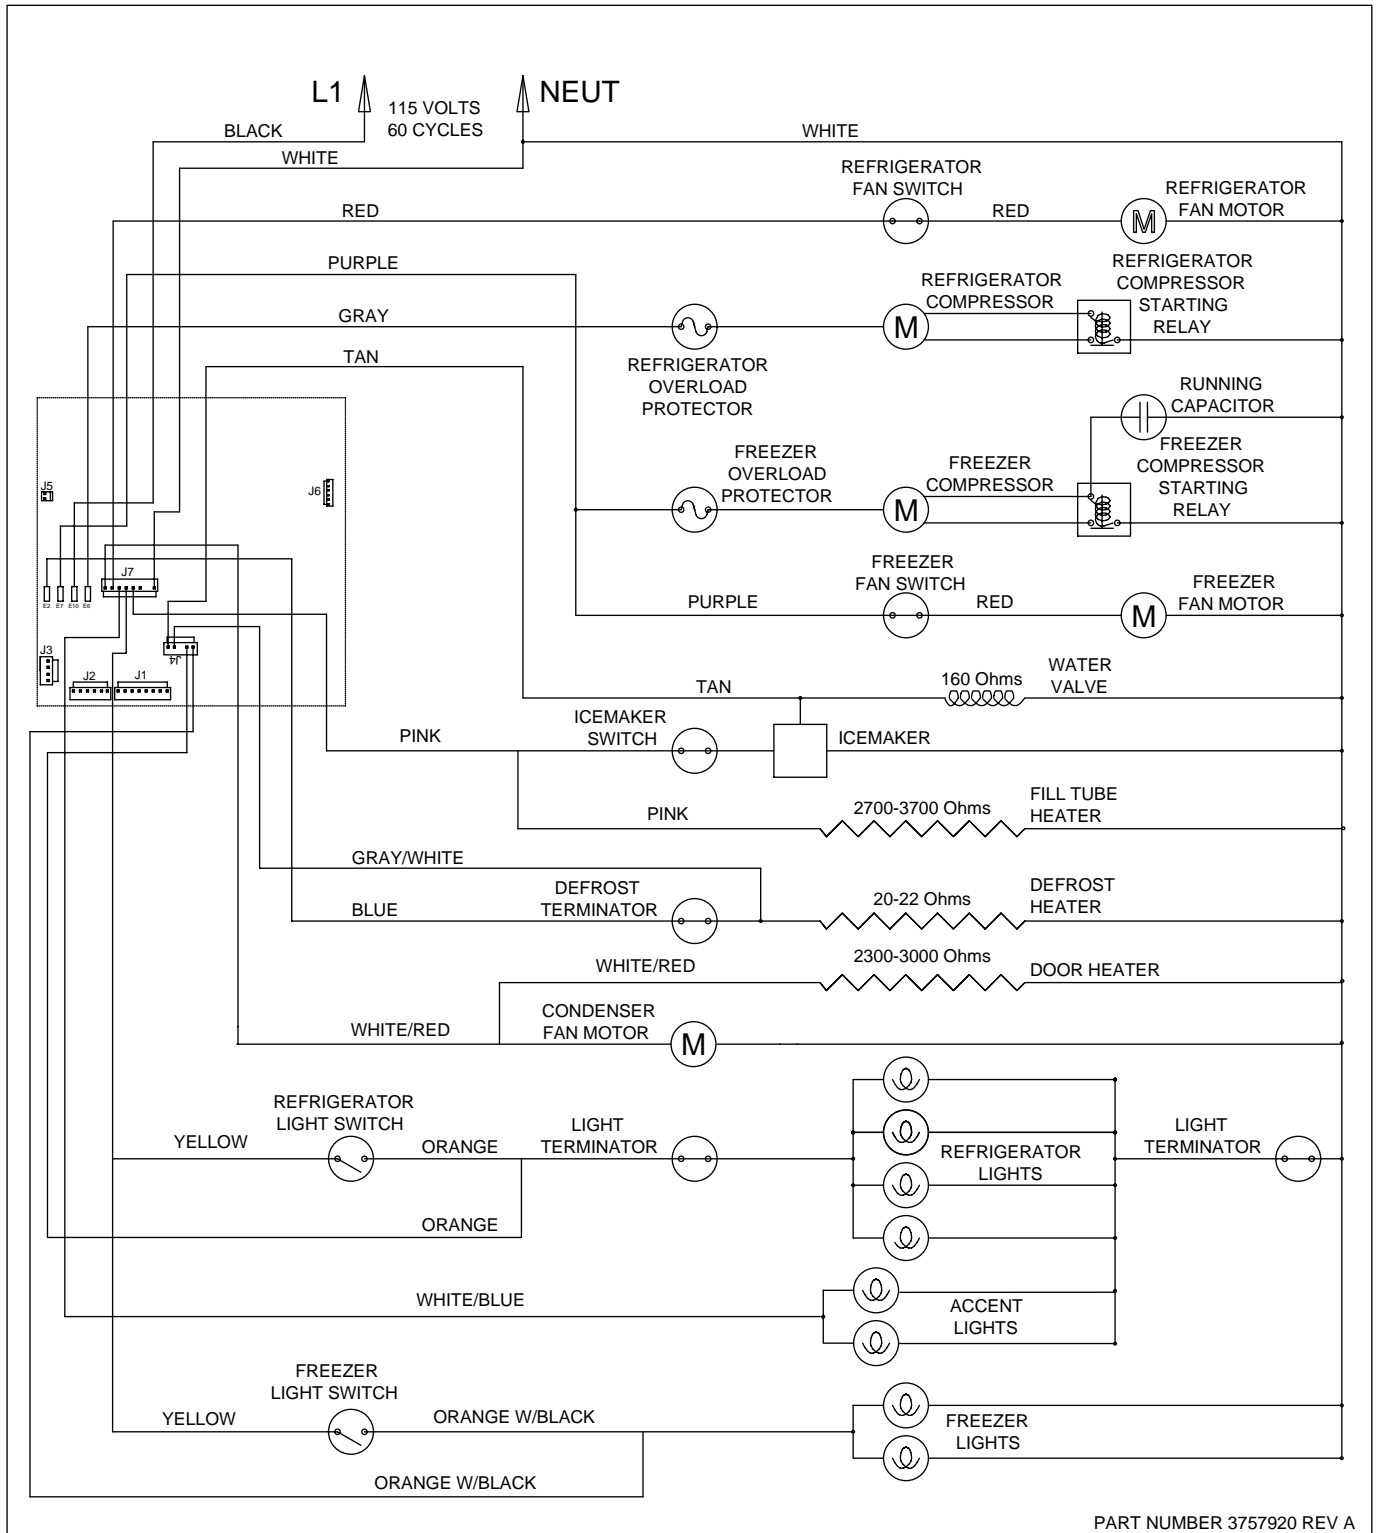 L1
115 VOLTS
60 CYCLES
NEUT
BLACK
WHITE
WHITE
REFRIGERATOR
FAN SWITCH
RED
RED
REFRIGERATOR
FAN MOTOR
M
PURPLE
REFRIGERATOR
COMPRESSOR
M
REFRIGERATOR
COMPRESSOR
STARTING
RELAY
GRAY
REFRIGERATOR
OVERLOAD
PROTECTOR
TAN
RUNNING
CAPACITOR
FREEZER
OVERLOAD
PROTECTOR
FREEZER
COMPRESSOR
M
FREEZER
COMPRESSOR
STARTING
RELAY
J5
J6
J7
E2
E7
E10
E6
J4
J3
J2
J1
FREEZER
FAN SWITCH
PURPLE
RED
FREEZER
FAN MOTOR
M
TAN
160 Ohms
WATER
VALVE
PINK
ICEMAKER
SWITCH
ICEMAKER
PINK
2700-3700 Ohms
FILL TUBE
HEATER
GRAY/WHITE
BLUE
DEFROST
TERMINATOR
20-22 Ohms
DEFROST
HEATER
WHITE/RED
2300-3000 Ohms
DOOR HEATER
WHITE/RED
CONDENSER
FAN MOTOR
M
REFRIGERATOR
LIGHT SWITCH
YELLOW
ORANGE
LIGHT
TERMINATOR
REFRIGERATOR
LIGHTS
LIGHT
TERMINATOR
ORANGE
WHITE/BLUE
ACCENT
LIGHTS
FREEZER
LIGHT SWITCH
YELLOW
ORANGE W/BLACK
FREEZER
LIGHTS
ORANGE W/BLACK
PART NUMBER 3757920 REV A